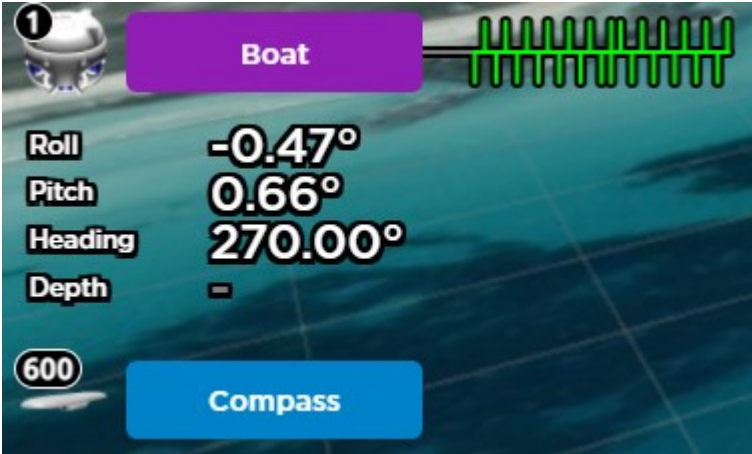 1
Boat
Roll -0.47°
Pitch 0.66°
Heading 270.00°
Depth -
600
Compass